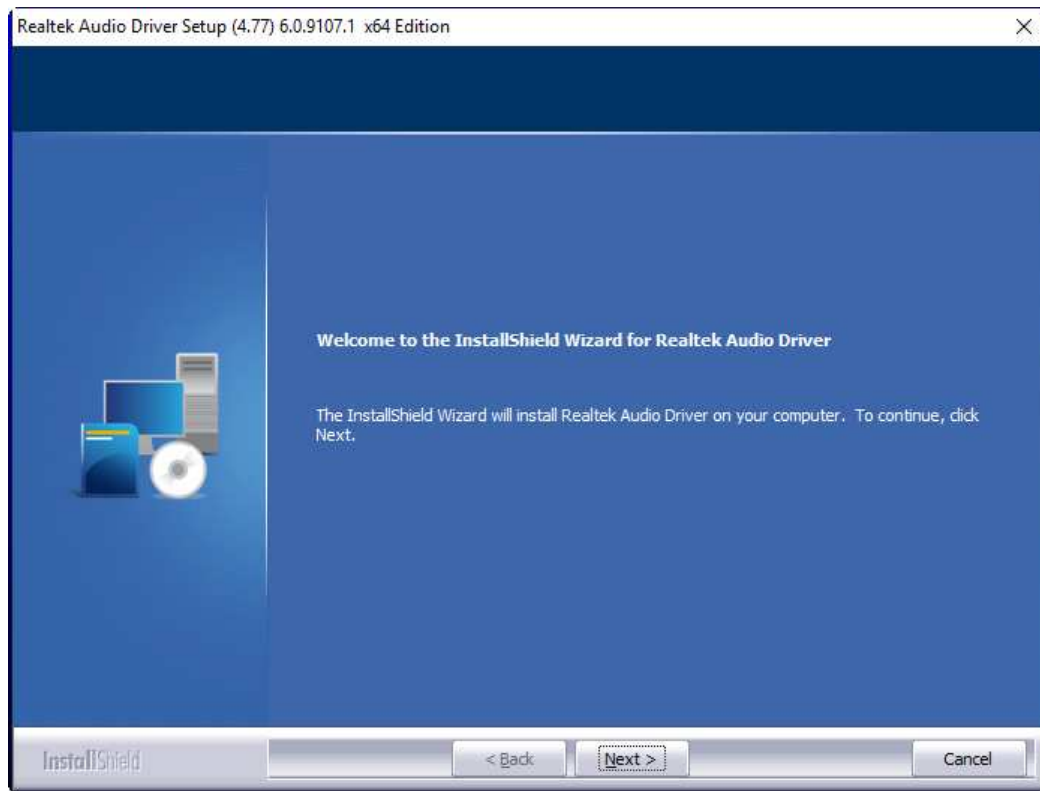 Realtek Audio Driver Setup (4.77) 6.0.9107.1  x64 Edition
Welcome to the InstallShield Wizard for Realtek Audio Driver
The InstallShield Wizard will install Realtek Audio Driver on your computer.  To continue, click
Next.
InstallShield
< Back
Next >
Cancel